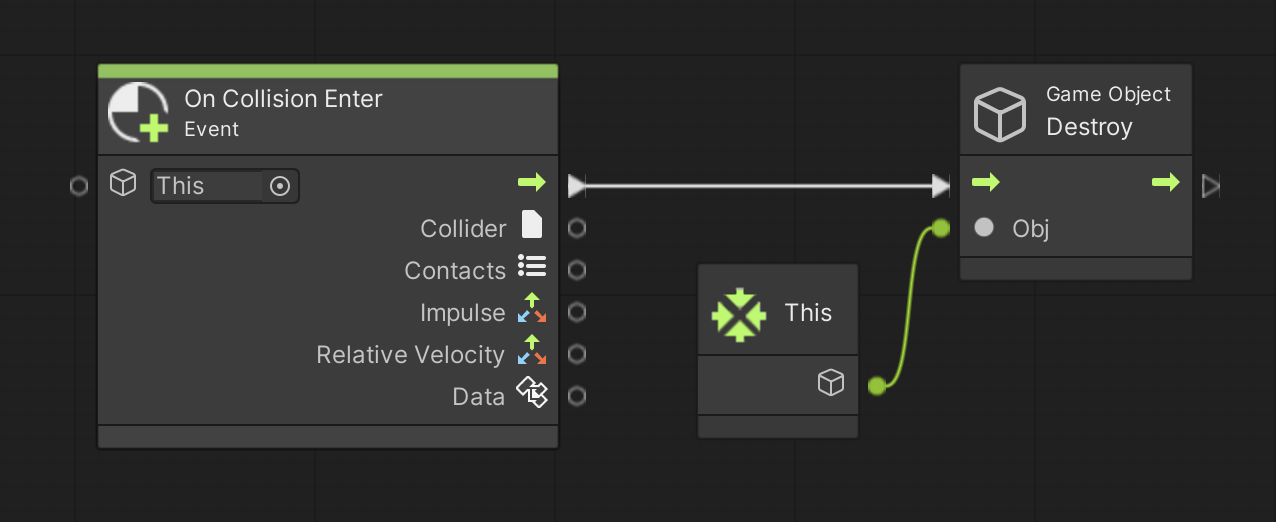 On Collision Enter
Event
This
Collider
Contacts
Impulse
Relative Velocity
Data
This
Game Object
Destroy
Obj